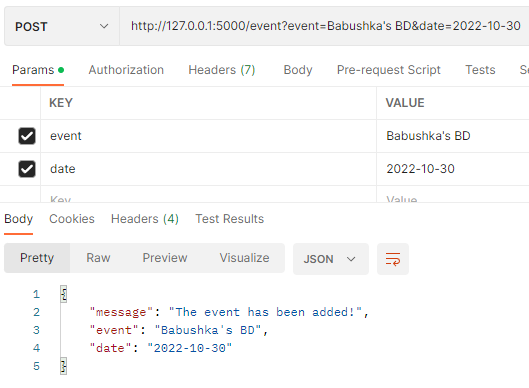 POST http://127.0.0.1:5000/event?event=Babushka's BD&date=2022-10-30
Params Authorization Headers (7) Body Pre-request Script Tests
KEY VALUE
event Babushka's BD
date 2022-10-30
Key Value
Body Cookies Headers (4) Test Results
Pretty Raw Preview Visualize JSON
1 {
2 "message": "The event has been added!",
3 "event": "Babushka's BD",
4 "date": "2022-10-30"
5 }